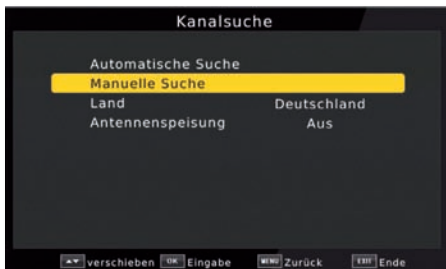 Kanalsuche
Automatische Suche
Manuelle Suche
Land Deutschland
Antennenspeisung Aus
verschieben OK Eingabe MENU Zurück EXIT Ende